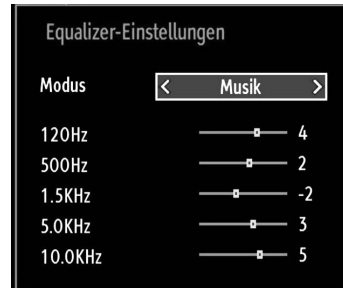 Equalizer-Einstellungen
Modus < Musik >
120Hz 4
500Hz 2
1.5KHz -2
5.0KHz 3
10.0KHz 5